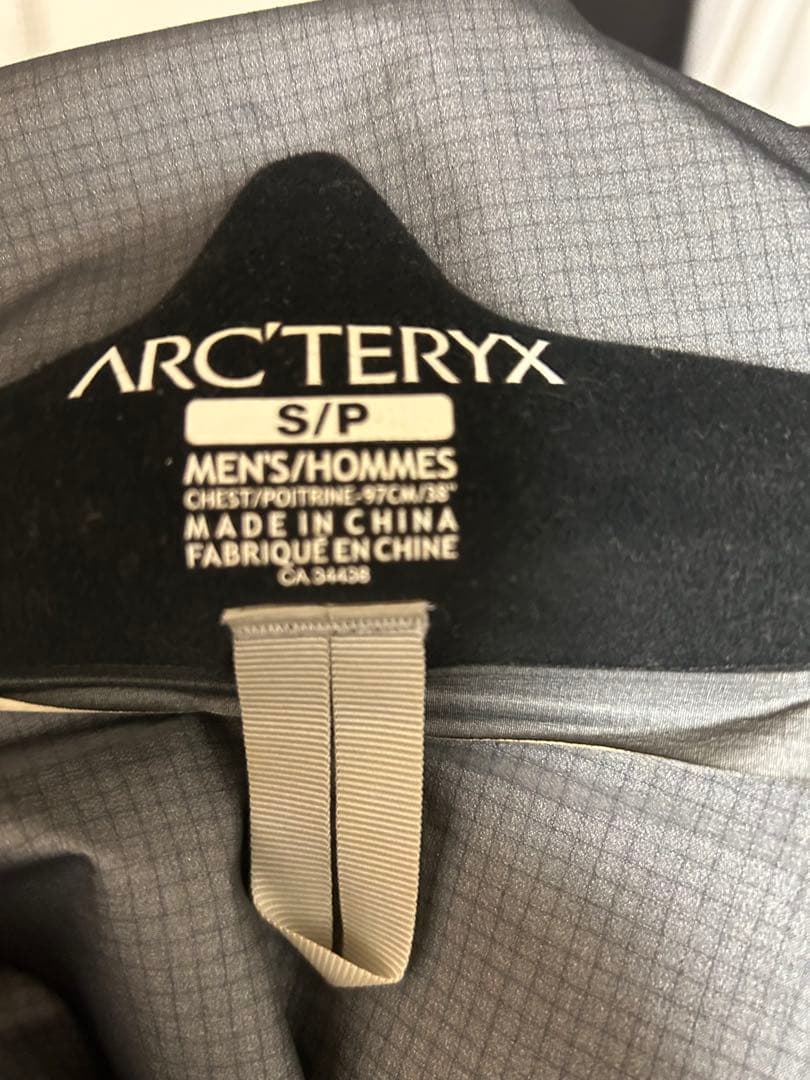 ARC'TERYX
S/P
MEN'S/HOMMES
CHEST/POITRINE-97CM/38"
MADE IN CHINA
FABRIQUÉ EN CHINE
CA 34438